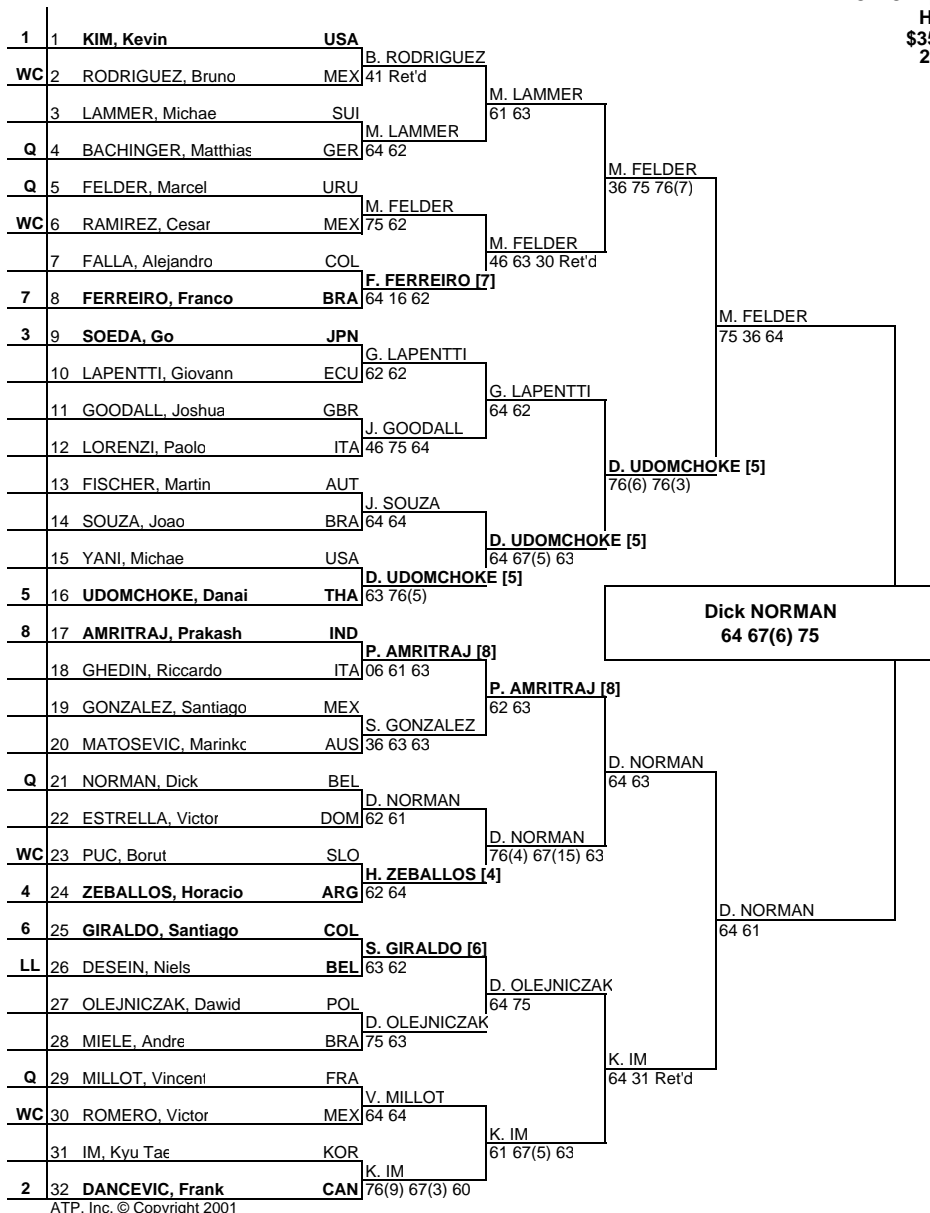 H
$35
2
1 1 KIM, Kevin USA
B. RODRIGUEZ
WC 2 RODRIGUEZ, Bruno MEX 41 Ret'd
M. LAMMER
3 LAMMER, Michae SUI 61 63
M. LAMMER
Q 4 BACHINGER, Matthias GER 64 62
M. FELDER
Q 5 FELDER, Marcel URU 36 75 76(7)
M. FELDER
WC 6 RAMIREZ, Cesar MEX 75 62
M. FELDER
7 FALLA, Alejandro COL 46 63 30 Ret'd
F. FERREIRO [7]
7 8 FERREIRO, Franco BRA 64 16 62
M. FELDER
3 9 SOEDA, Go JPN 75 36 64
G. LAPENTTI
10 LAPENTTI, Giovann ECU 62 62
G. LAPENTTI
11 GOODALL, Joshua GBR 64 62
J. GOODALL
12 LORENZI, Paolo ITA 46 75 64
D. UDOMCHOKE [5]
13 FISCHER, Martin AUT 76(6) 76(3)
J. SOUZA
14 SOUZA, Joao BRA 64 64
D. UDOMCHOKE [5]
15 YANI, Michae USA 64 67(5) 63
D. UDOMCHOKE [5]
5 16 UDOMCHOKE, Danai THA 63 76(5)
Dick NORMAN
8 17 AMRITRAJ, Prakash IND 64 67(6) 75
P. AMRITRAJ [8]
18 GHEDIN, Riccardo ITA 06 61 63
P. AMRITRAJ [8]
19 GONZALEZ, Santiago MEX 62 63
S. GONZALEZ
20 MATOSEVIC, Marinko AUS 36 63 63
D. NORMAN
Q 21 NORMAN, Dick BEL 64 63
D. NORMAN
22 ESTRELLA, Victor DOM 62 61
D. NORMAN
WC 23 PUC, Borut SLO 76(4) 67(15) 63
H. ZEBALLOS [4]
4 24 ZEBALLOS, Horacio ARG 62 64
D. NORMAN
6 25 GIRALDO, Santiago COL 64 61
S. GIRALDO [6]
LL 26 DESEIN, Niels BEL 63 62
D. OLEJNICZAK
27 OLEJNICZAK, Dawid POL 64 75
D. OLEJNICZAK
28 MIELE, Andre BRA 75 63
K. IM
Q 29 MILLOT, Vincent FRA 64 31 Ret'd
V. MILLOT
WC 30 ROMERO, Victor MEX 64 64
K. IM
31 IM, Kyu Tae KOR 61 67(5) 63
K. IM
2 32 DANCEVIC, Frank CAN 76(9) 67(3) 60
ATP, Inc. © Copyright 2001